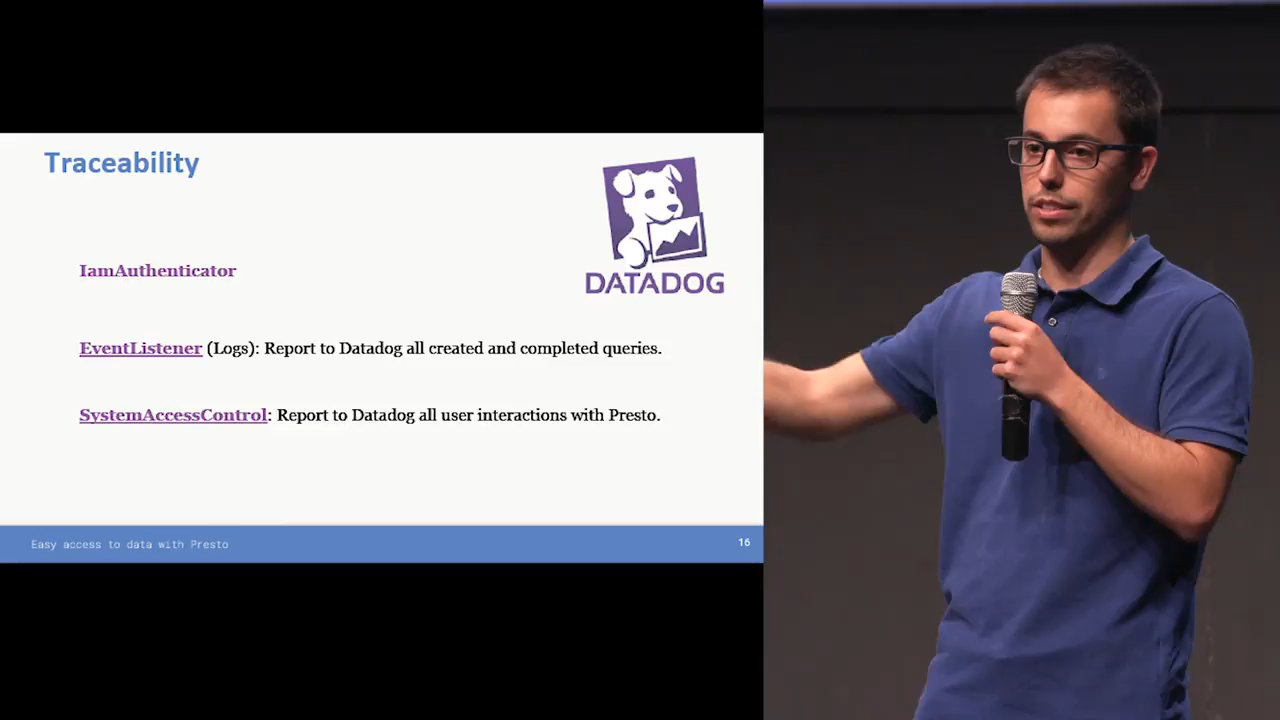 Traceability
DATADOG
IamAuthenticator
EventListener (Logs): Report to Datadog all created and completed queries.
SystemAccessControl: Report to Datadog all user interactions with Presto.
Easy access to data with Presto
16